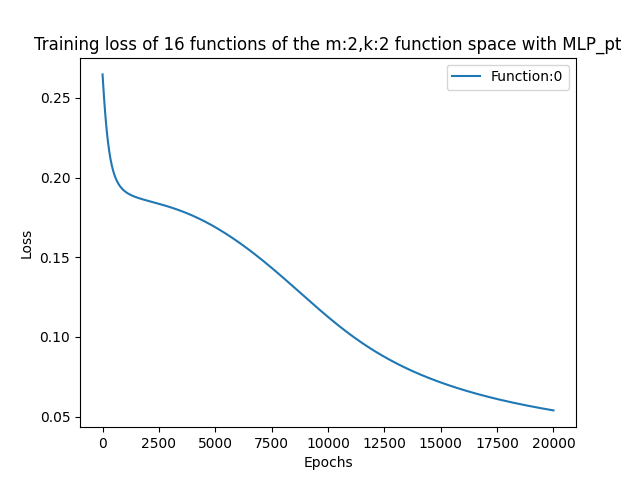 Training loss of 16 functions of the m:2,k:2 function space with MLP_pt
Function:0
0.25
0.20
0.15
0.10
0.05
Loss
0 2500 5000 7500 10000 12500 15000 17500 20000
Epochs